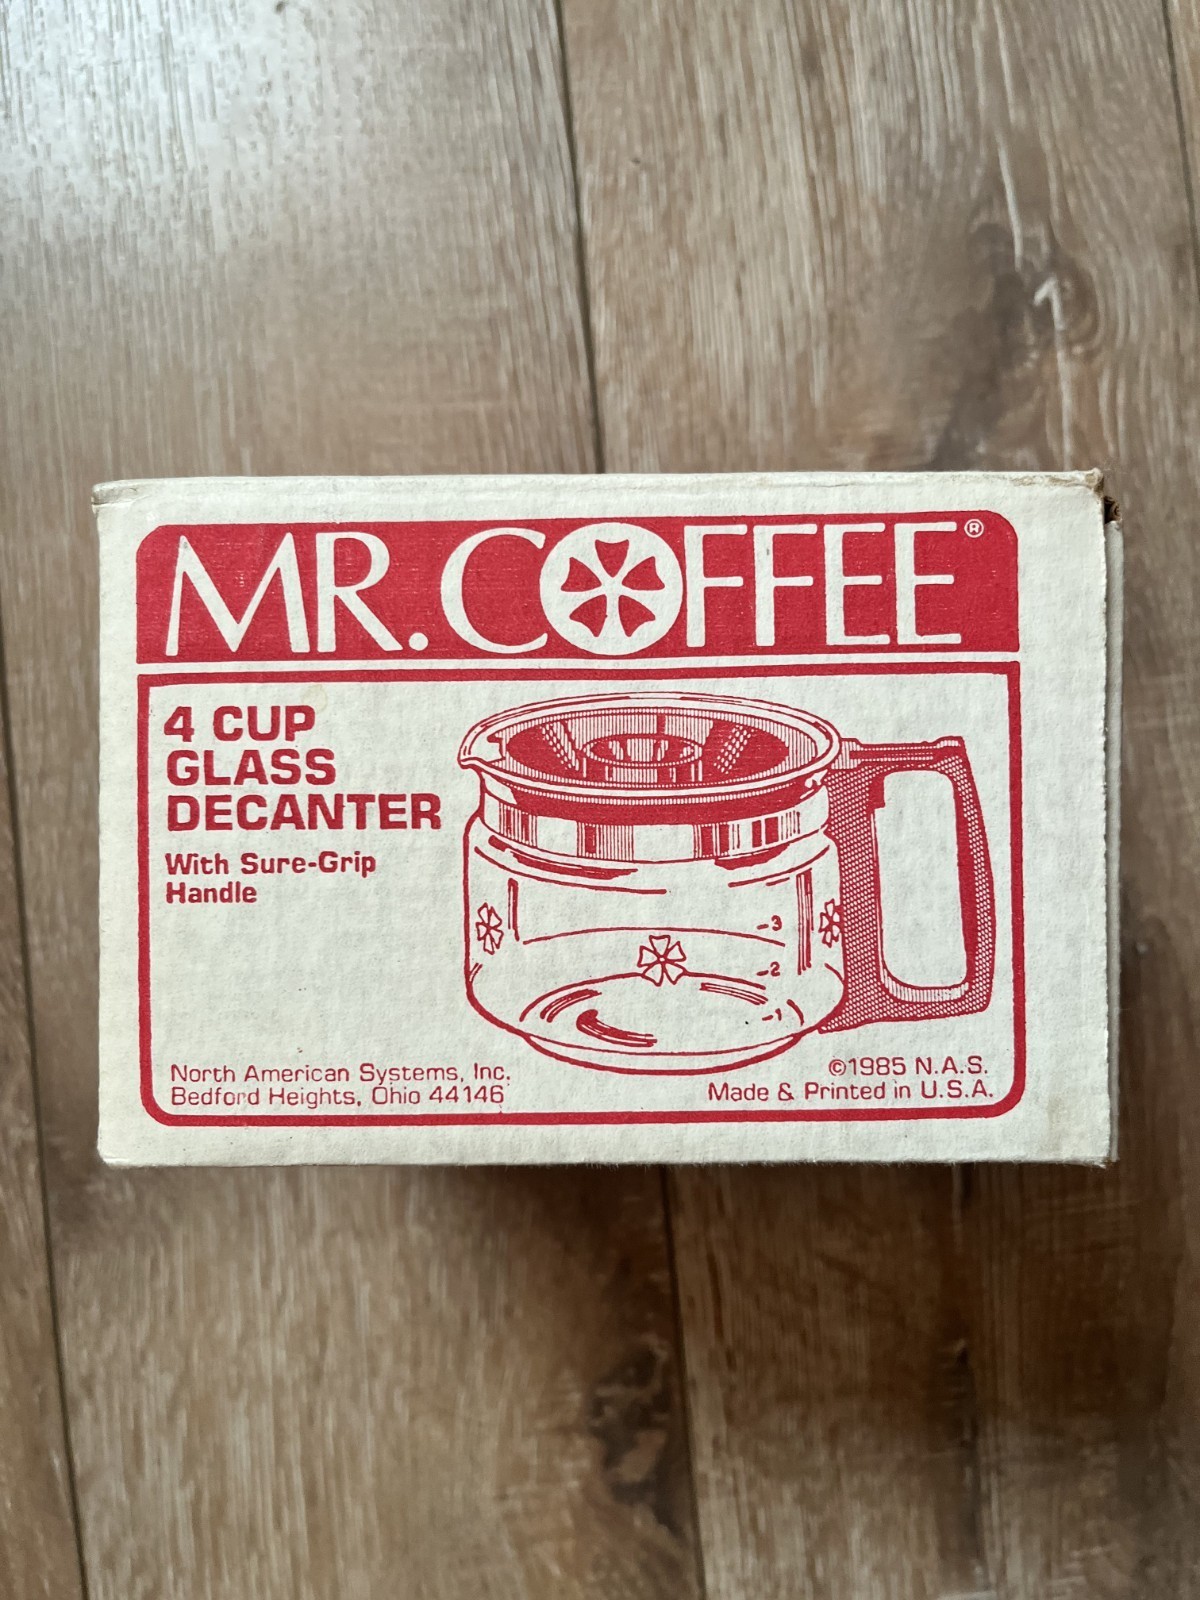 MR. COFFEE®
4 CUP
GLASS
DECANTER
With Sure-Grip
Handle
-3
-2
-1
North American Systems, Inc.
Bedford Heights, Ohio 44146
©1985 N.A.S.
Made & Printed in U.S.A.